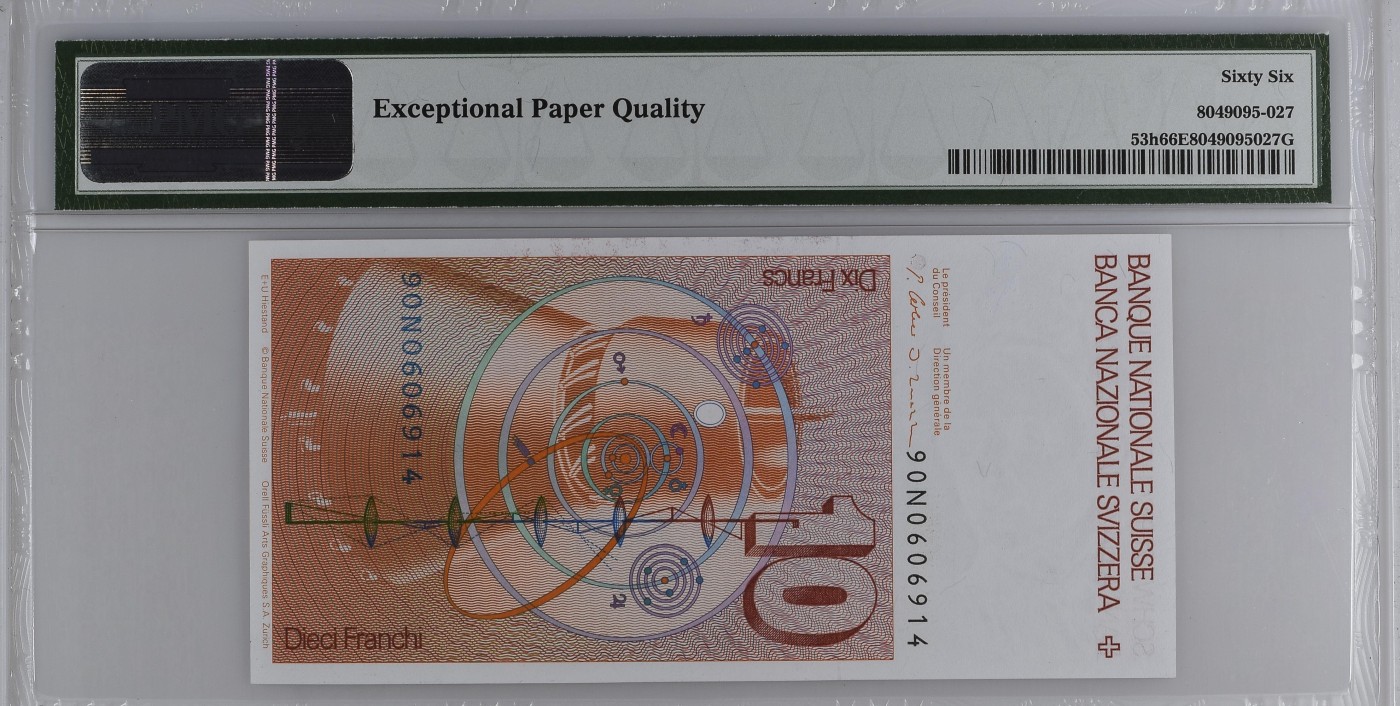 Sixty Six
Exceptional Paper Quality
8049095-027
53h66E8049095027G
BANQUE NATIONALE SUISSE
BANCA NAZIONALE SVIZZERA
Le président
du Conseil
Un membre de la
Direction générale
90N0606914
Dix Francs
10
90N0606914
Dieci Franchi
E+U Hiestand © Banque Nationale Suisse Orell Füssli Arts Graphiques S.A. Zurich